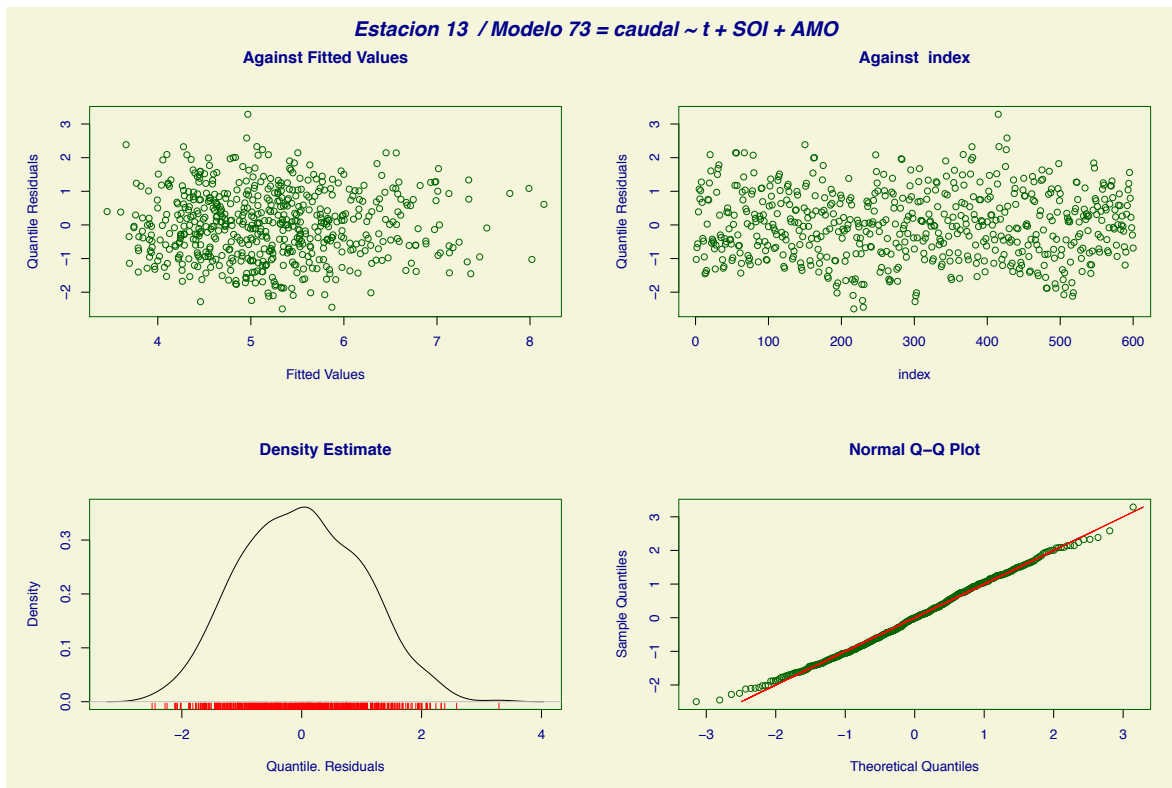 Estacion 13 / Modelo 73 = caudal ~ t + SOI + AMO
Against Fitted Values
Quantile Residuals
3
2
1
0
−1
−2
4 5 6 7 8
Fitted Values
Against index
Quantile Residuals
3
2
1
0
−1
−2
0 100 200 300 400 500 600
index
Density Estimate
Density
0.3
0.2
0.1
0.0
−2 0 2 4
Quantile. Residuals
Normal Q−Q Plot
Sample Quantiles
3
2
1
0
−1
−2
−3 −2 −1 0 1 2 3
Theoretical Quantiles